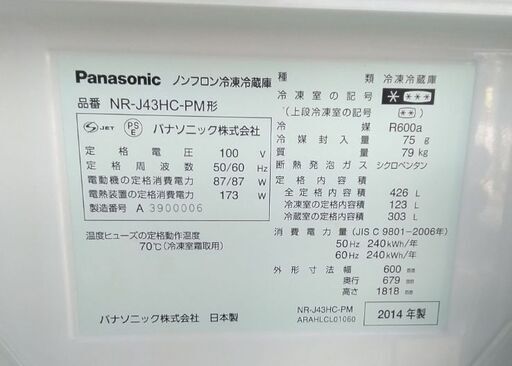 Panasonic ノンフロン冷凍冷蔵庫
品番 NR-J43HC-PM形
S JET PS E パナソニック株式会社
定格電圧 100 V
定格周波数 50/60 Hz
電動機の定格消費電力 87/87 W
電熱装置の定格消費電力 173 W
製造番号 A 3900006
温度ヒューズの定格動作温度
70℃(冷凍室霜取用)
パナソニック株式会社 日本製
種類 冷凍冷蔵庫
冷凍室の記号 * ***
(上段冷凍室の記号 **)
冷媒 R600a
冷媒封入量 75 g
質量 79 kg
断熱発泡ガス シクロペンタン
定格内容積
全定格内容積 426 L
冷凍室の定格内容積 123 L
冷蔵室の定格内容積 303 L
消費電力量(JIS C 9801-2006年)
50Hz 240 kWh/年
60Hz 240 kWh/年
外形寸法 幅 600 mm
奥行 679 mm
高さ 1818 mm
NR-J43HC-PM
ARAHLCL01060
2014 年製